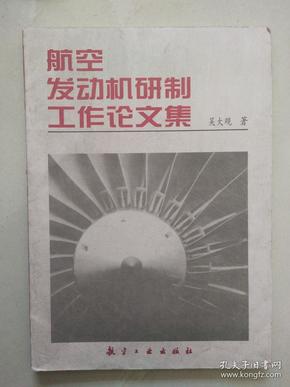 航空
发动机研制
工作论文集
吴大观 著
航空工业出版社
孔夫子旧书网
www.kongfz.com